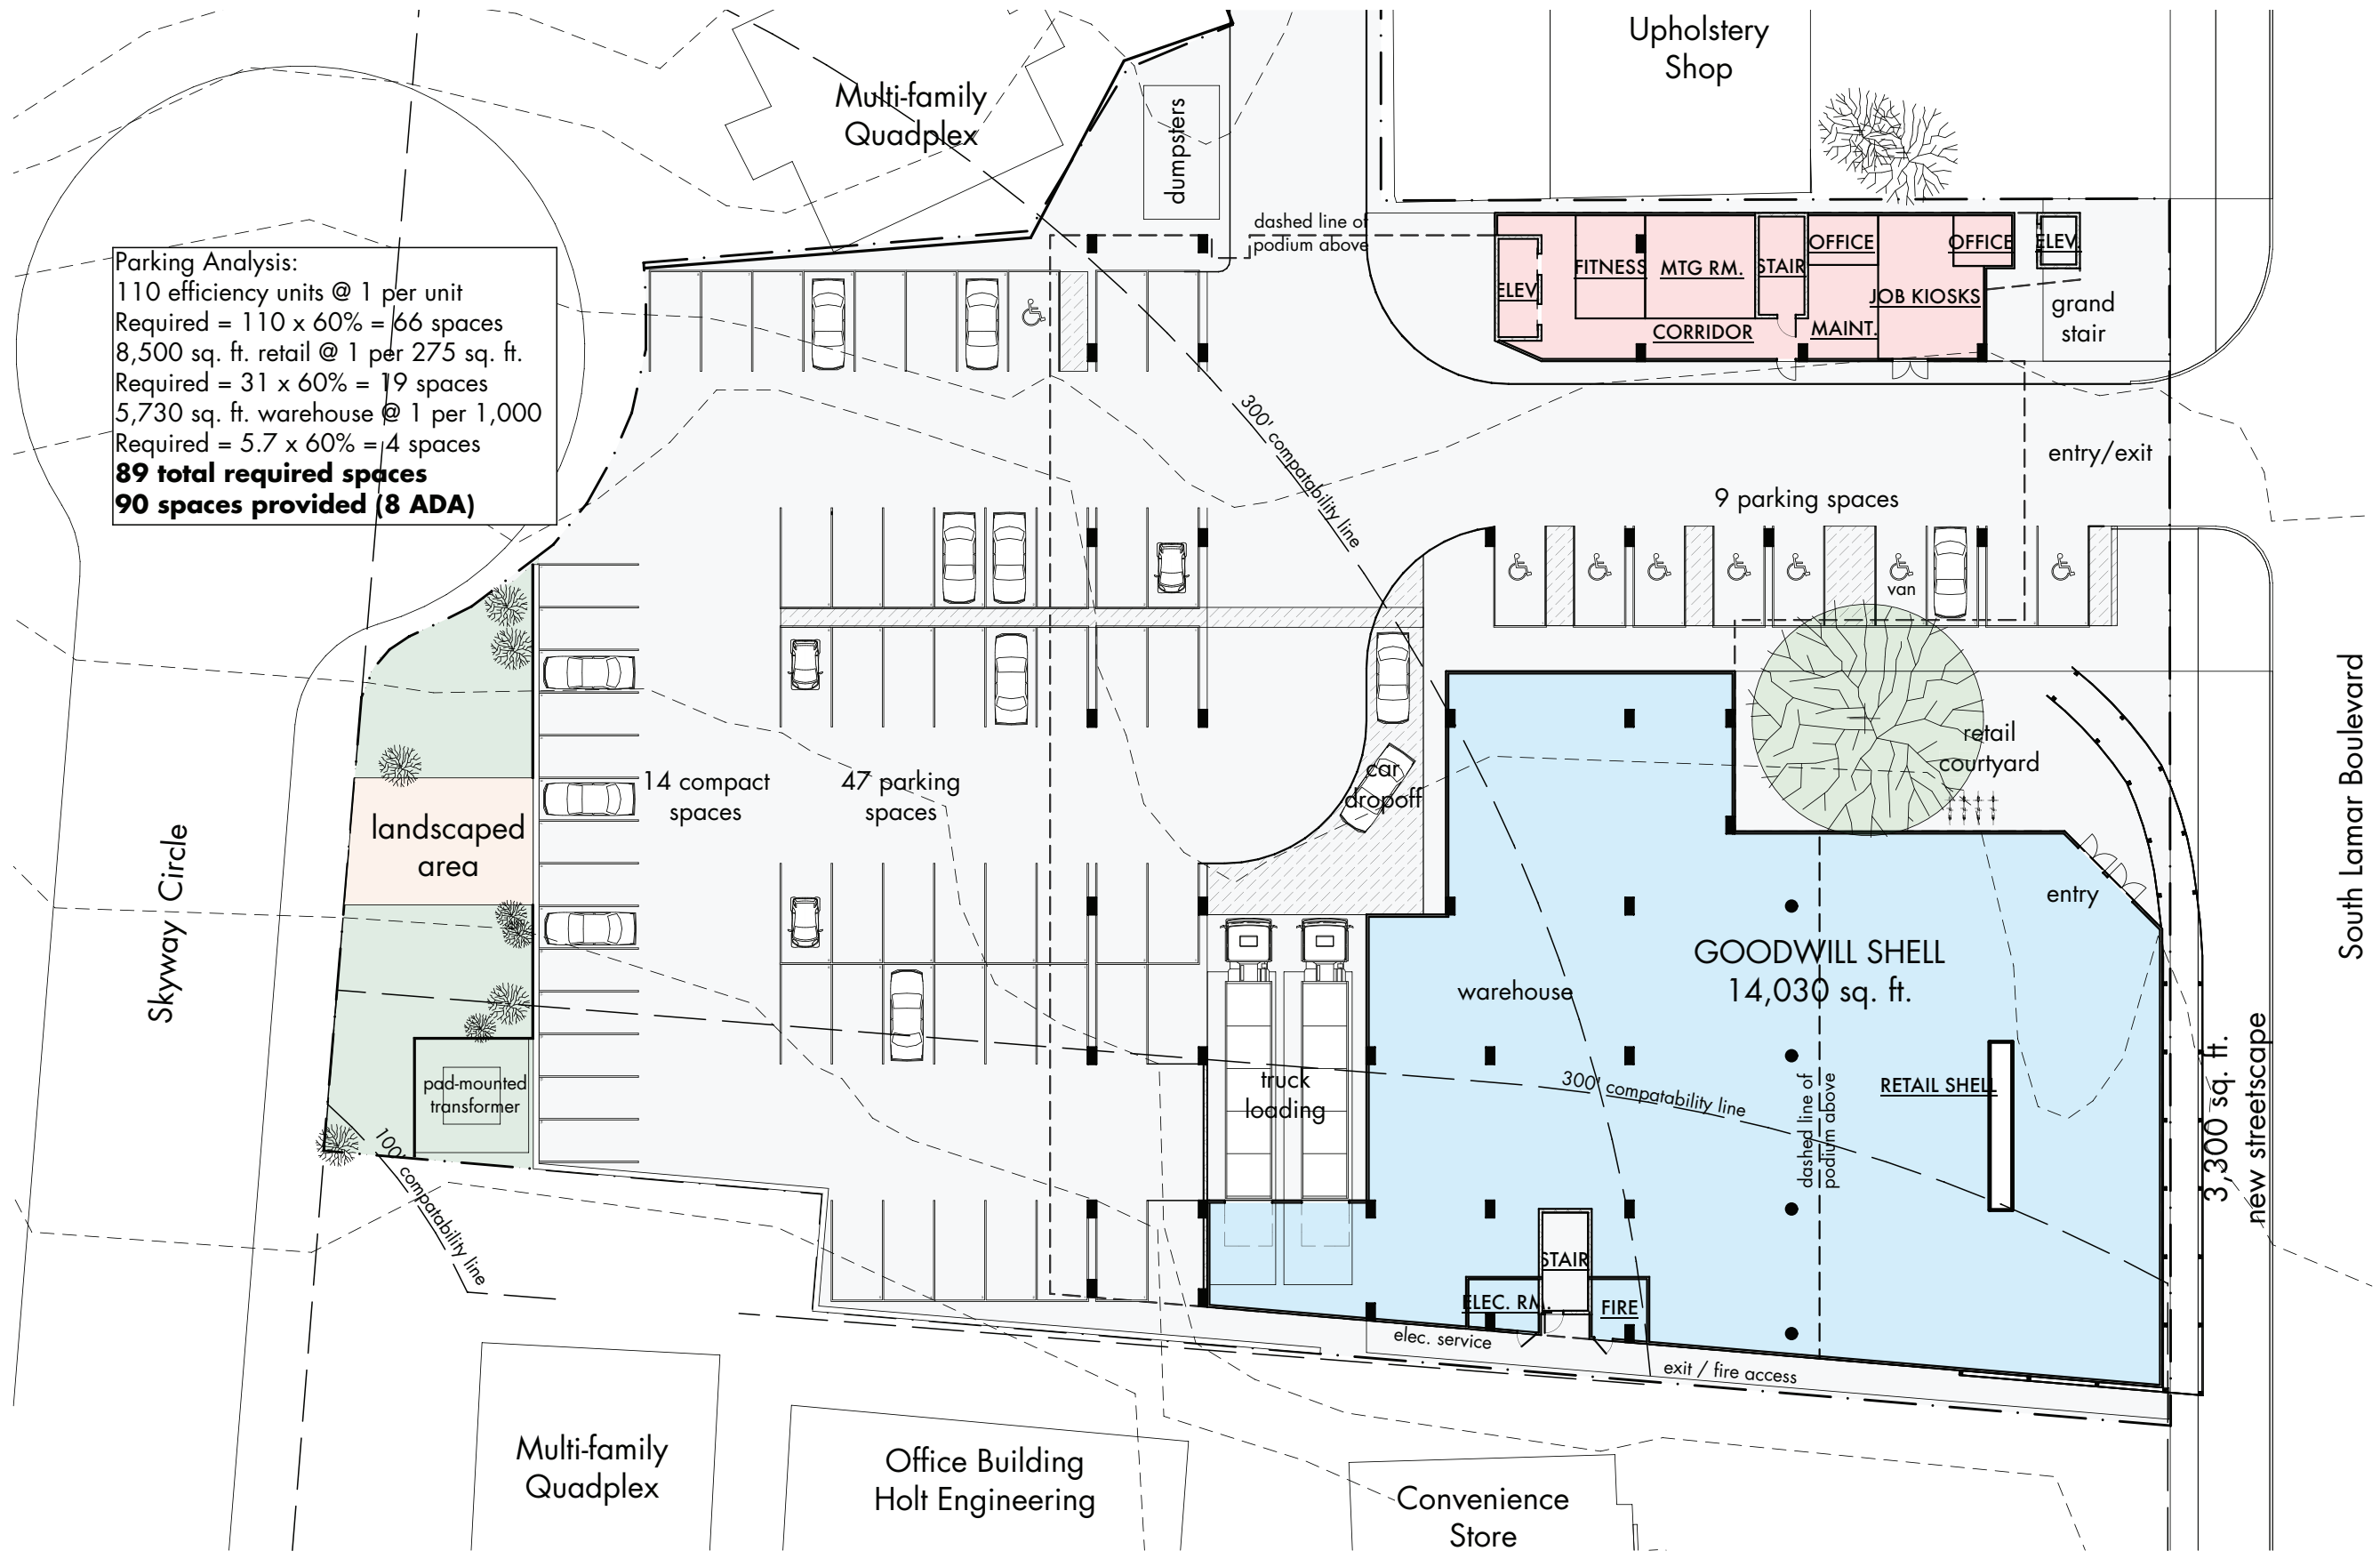 Upholstery
Shop
Multi-family
Quadplex
dumpsters
dashed line of
podium above
Parking Analysis:
110 efficiency units @ 1 per unit
Required = 110 x 60% = 66 spaces
8,500 sq. ft. retail @ 1 per 275 sq. ft.
Required = 31 x 60% = 19 spaces
5,730 sq. ft. warehouse @ 1 per 1,000
Required = 5.7 x 60% = 4 spaces
89 total required spaces
90 spaces provided (8 ADA)
ELEV.
FITNESS
MTG RM.
STAIR
OFFICE
OFFICE
ELEV.
JOB KIOSKS
CORRIDOR
MAINT.
grand
stair
300' compatability line
entry/exit
9 parking spaces
van
retail
courtyard
14 compact
spaces
47 parking
spaces
car
dropoff
landscaped
area
Skyway Circle
South Lamar Boulevard
entry
GOODWILL SHELL
14,030 sq. ft.
warehouse
pad-mounted
transformer
truck
loading
300' compatability line
RETAIL SHELL
dashed line of
podium above
3,300 sq. ft.
new streetscape
100' compatability line
STAIR
ELEC. RM.
FIRE
elec. service
exit / fire access
Multi-family
Quadplex
Office Building
Holt Engineering
Convenience
Store